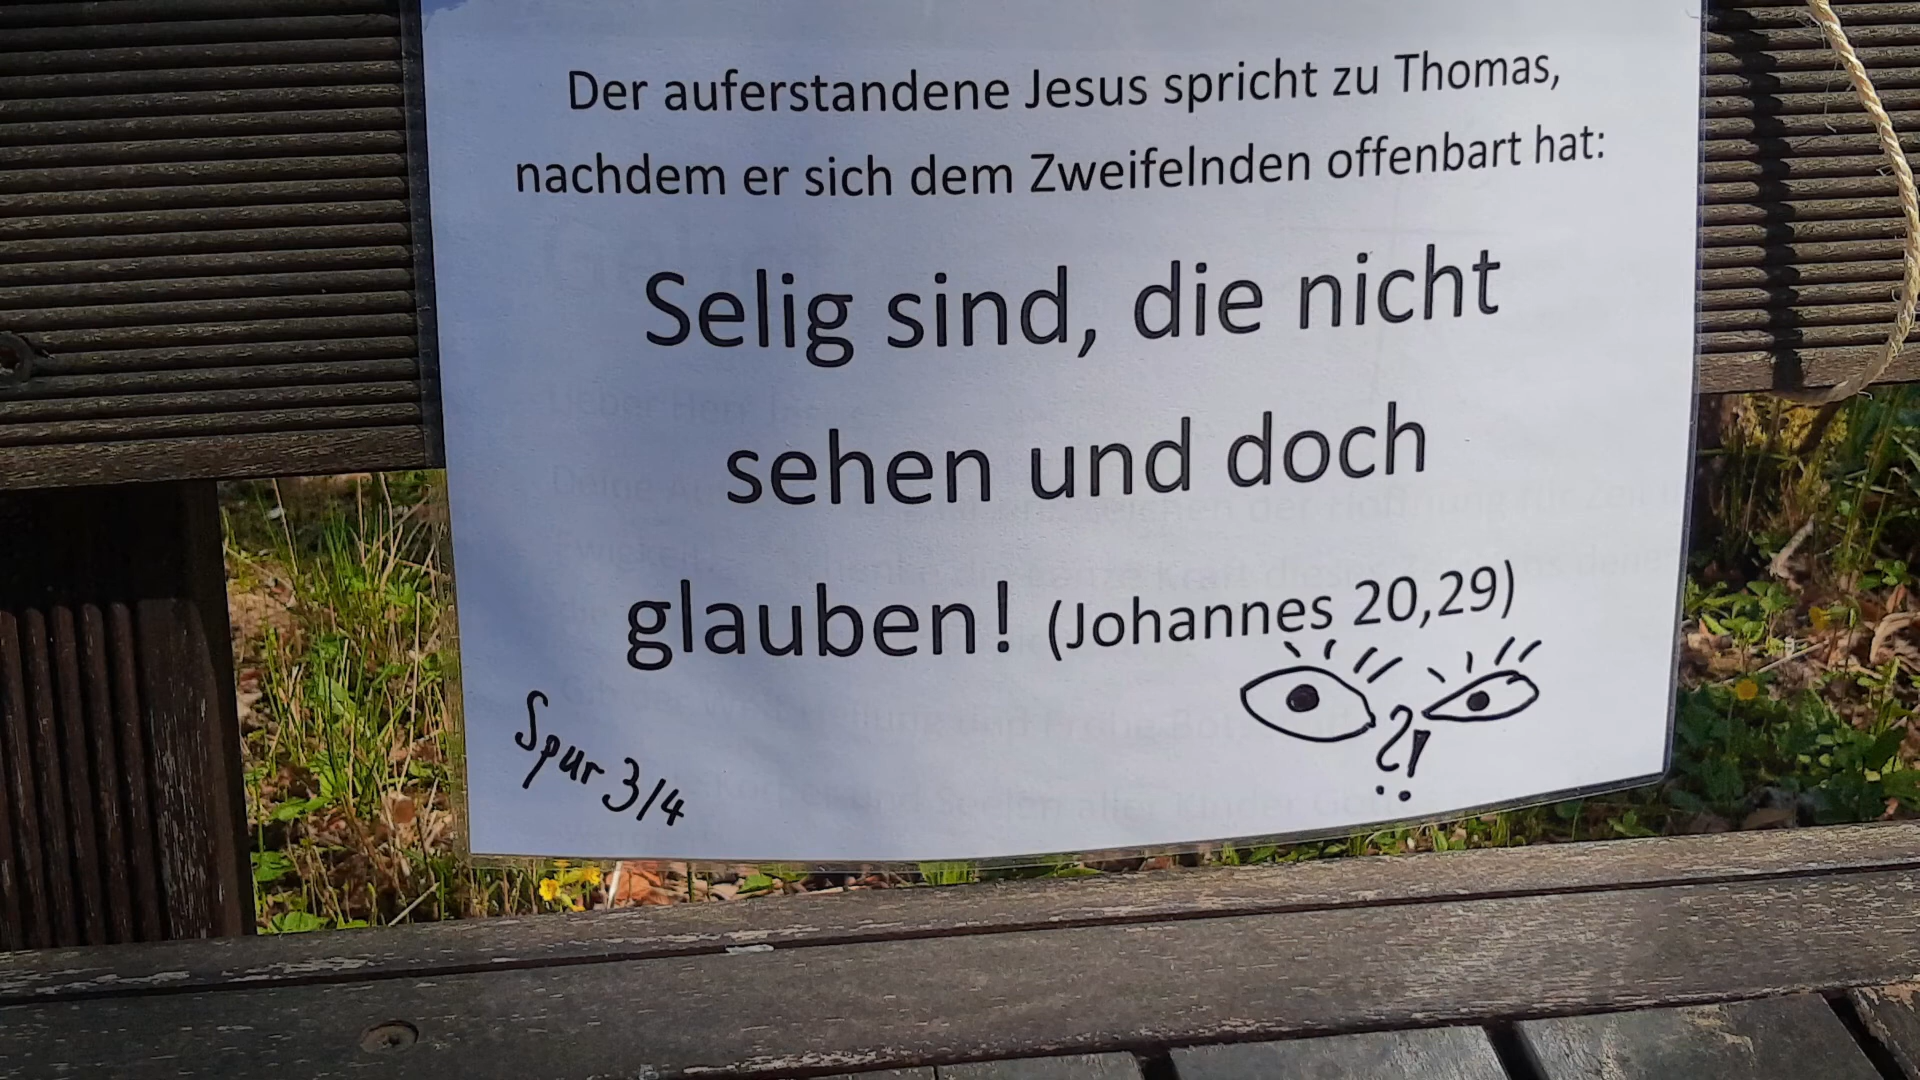 Der auferstandene Jesus spricht zu Thomas,
nachdem er sich dem Zweifelnden offenbart hat:
Selig sind, die nicht
sehen und doch
glauben! (Johannes 20,29)
?!
Spur 3/4